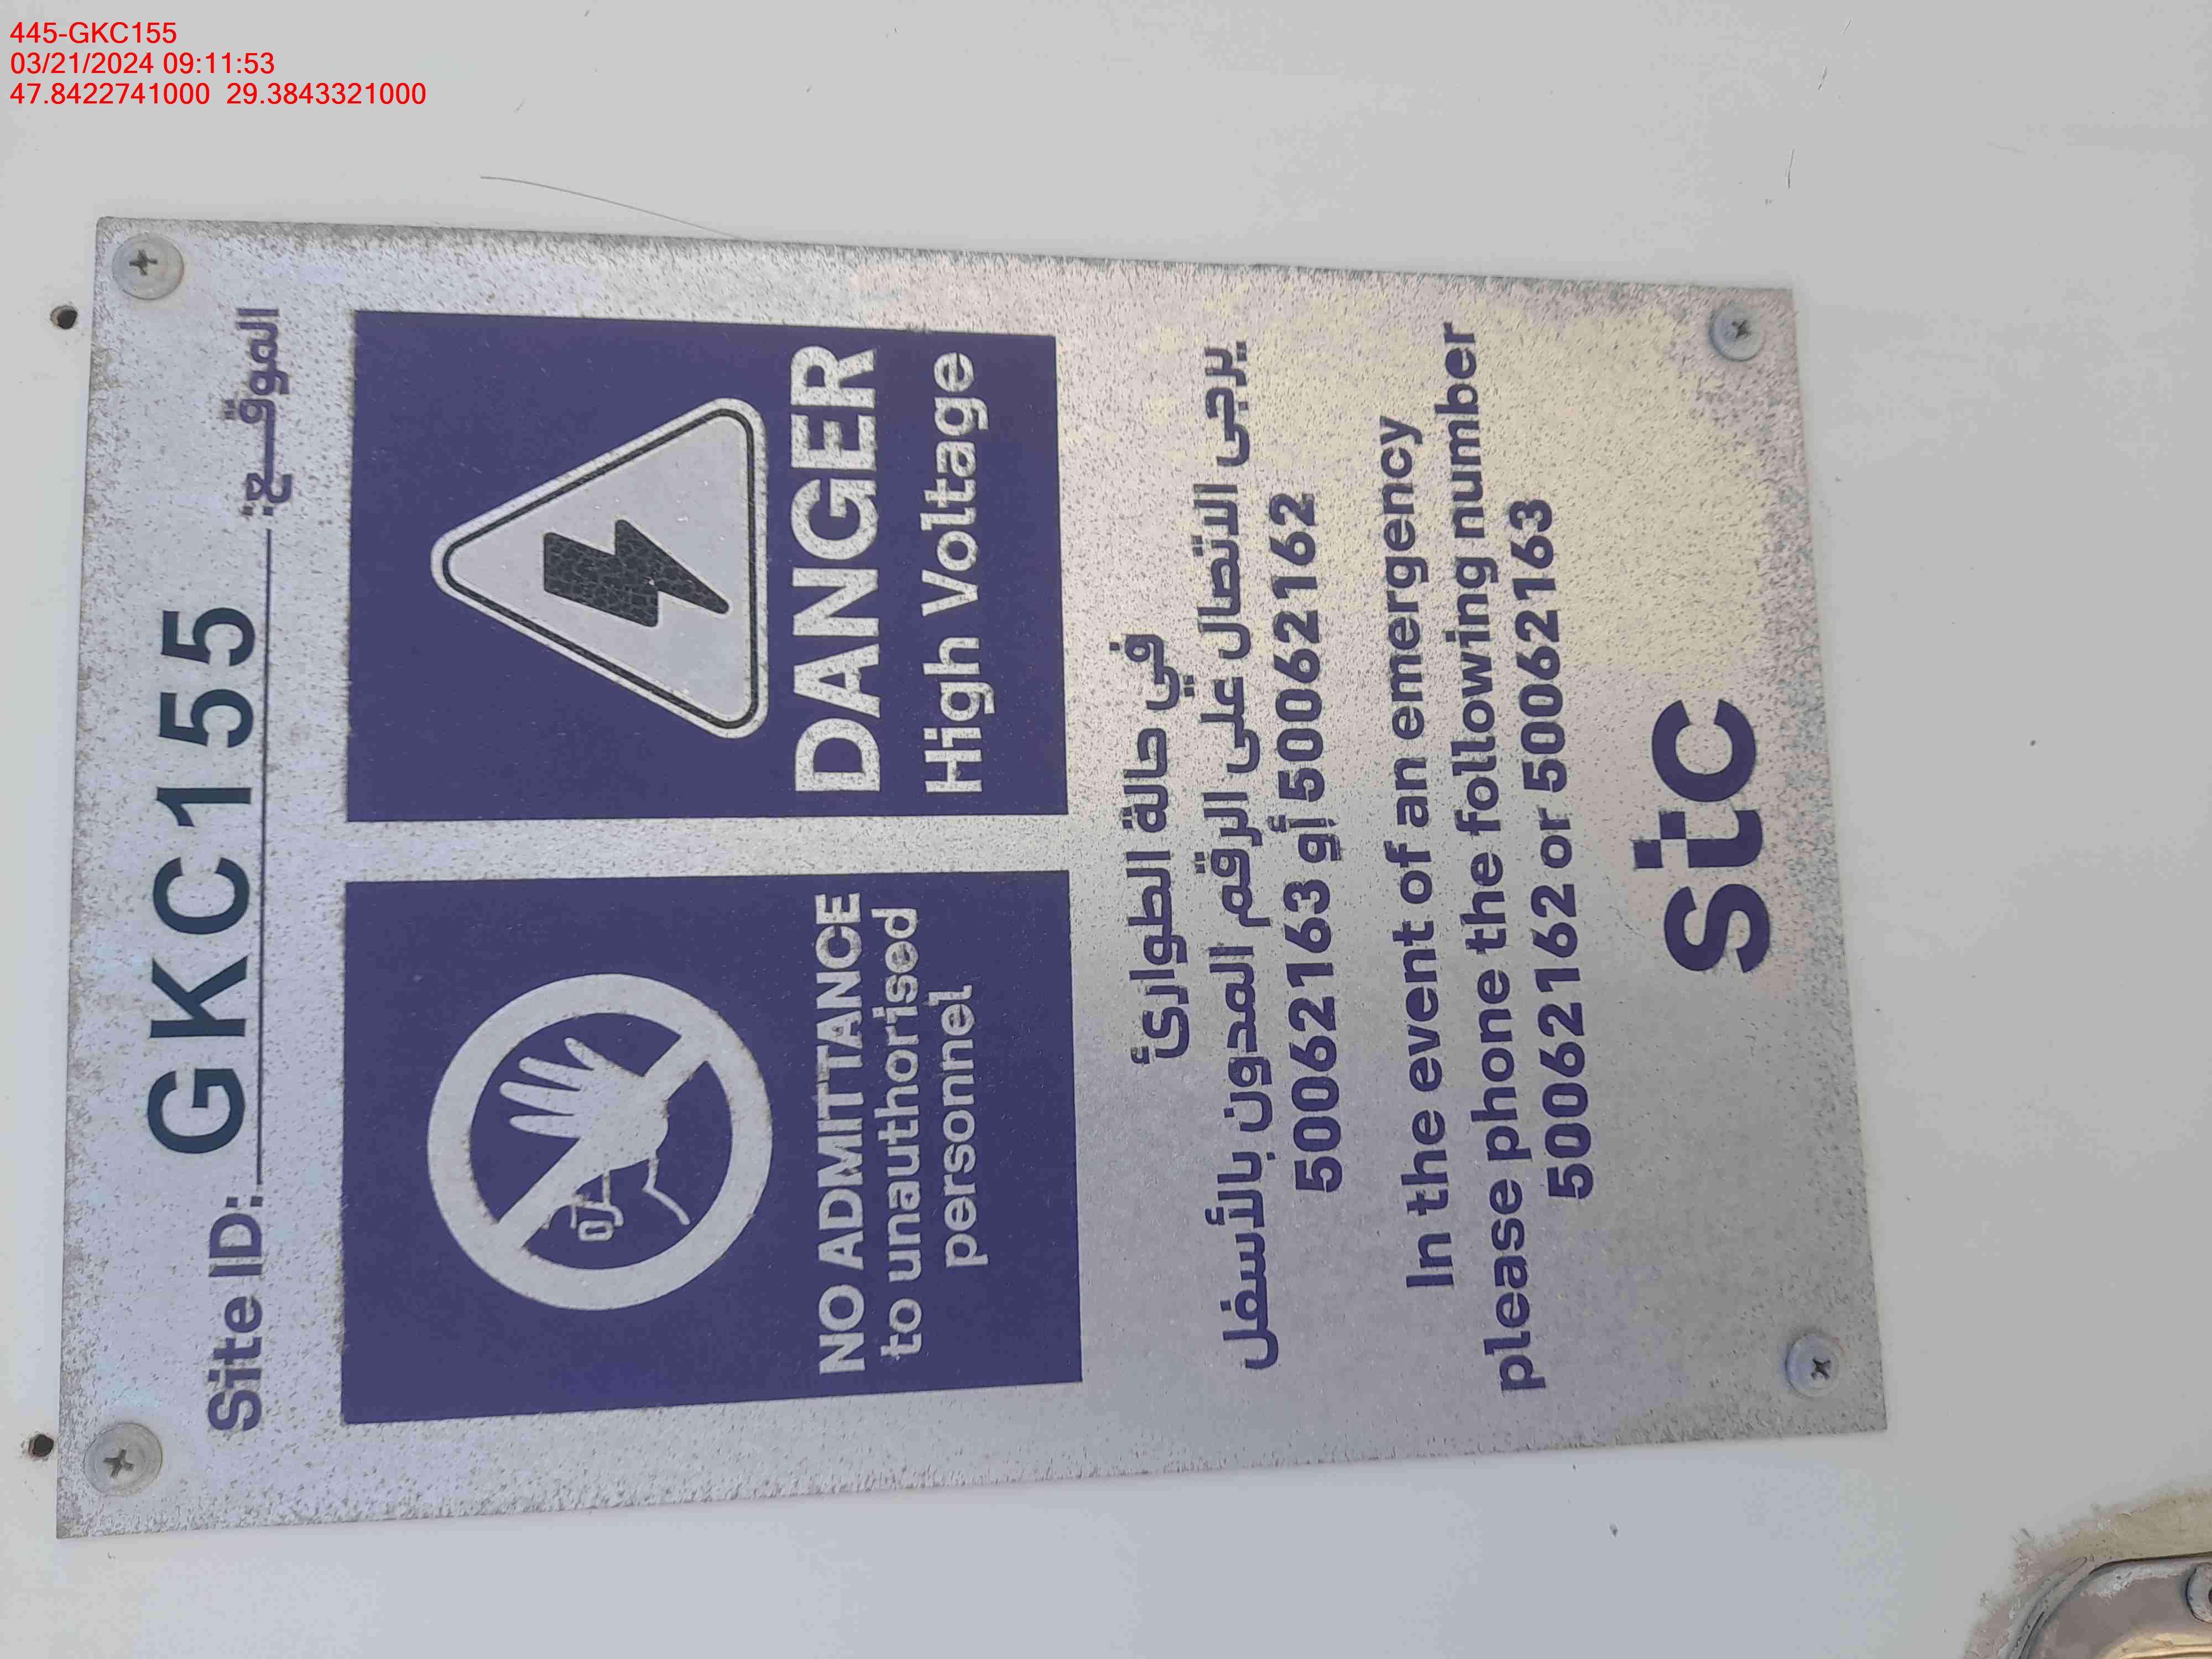 445-GKC155
03/21/2024 09:11:53
47.8422741000 29.3843321000
Site ID: GKC155 الموقـــع:
NO ADMITTANCE
to unauthorised
personnel
DANGER
High Voltage
في حالة الطوارئ
يرجى الاتصال على الرقم المدون بالأسفل
50062163 أو 50062162
In the event of an emergency
please phone the following number
50062162 or 50062163
stc